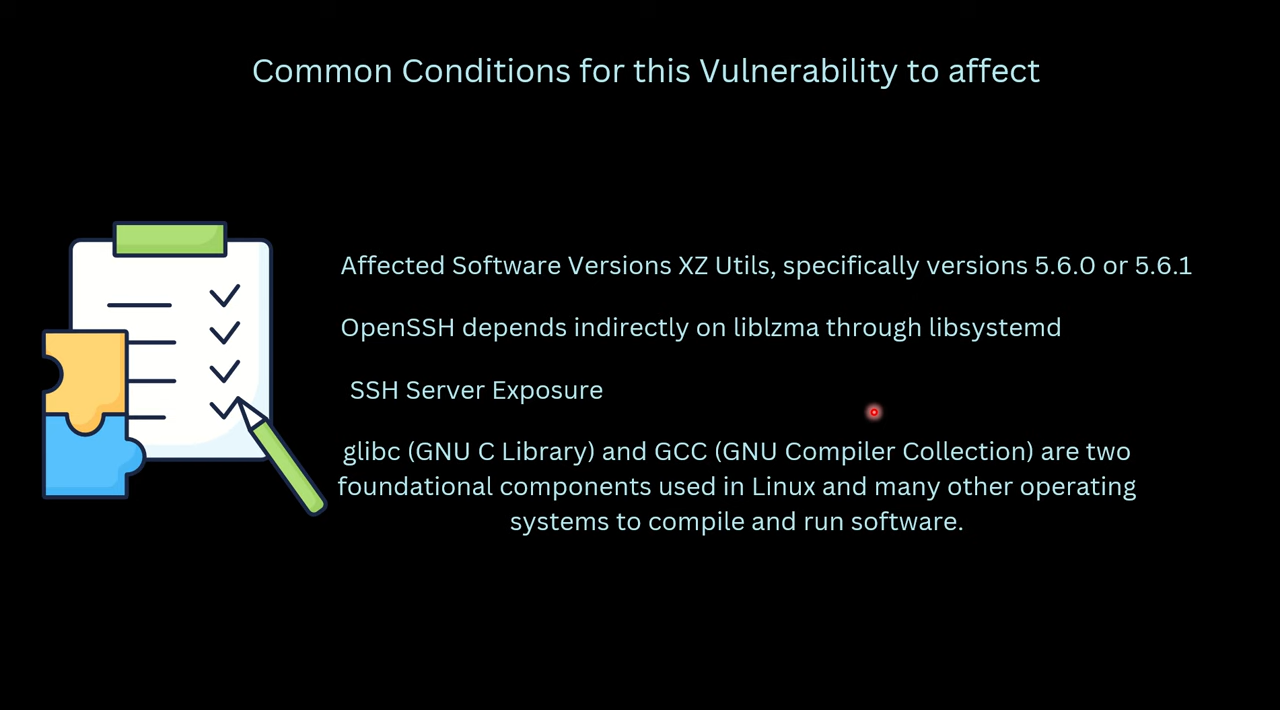 Common Conditions for this Vulnerability to affect
Affected Software Versions XZ Utils, specifically versions 5.6.0 or 5.6.1
OpenSSH depends indirectly on liblzma through libsystemd
SSH Server Exposure
glibc (GNU C Library) and GCC (GNU Compiler Collection) are two
foundational components used in Linux and many other operating
systems to compile and run software.